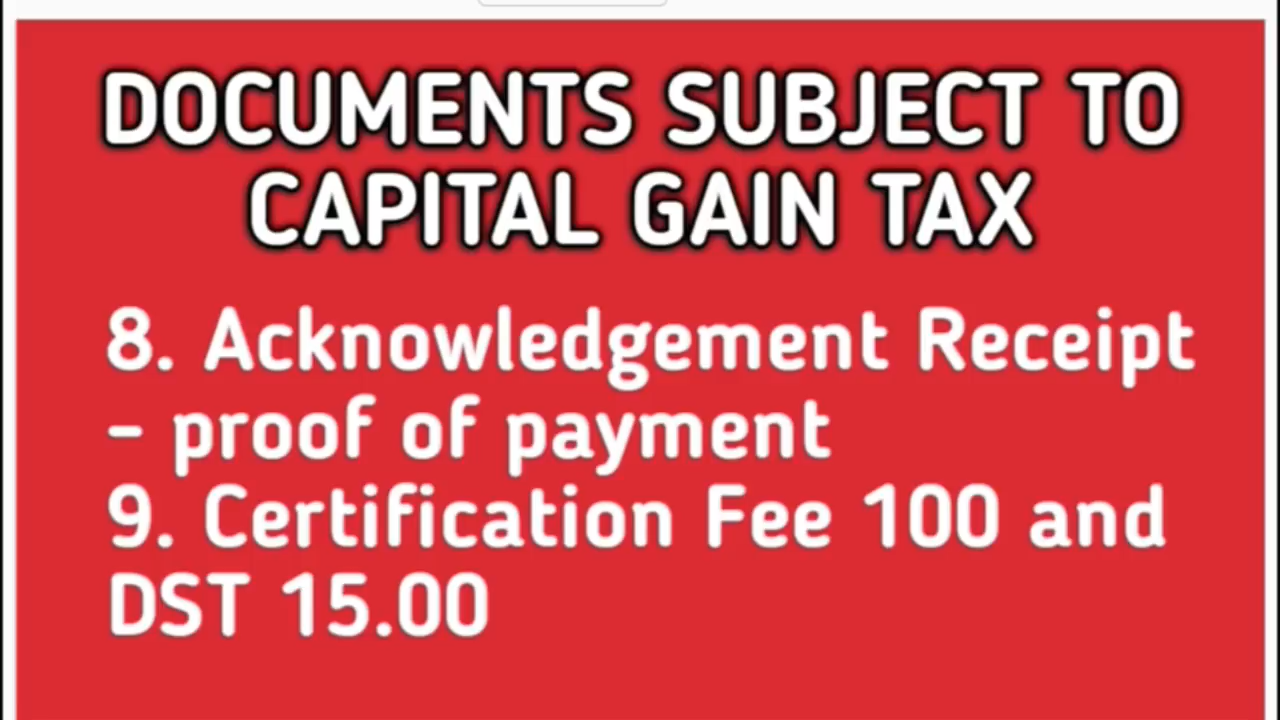 DOCUMENTS SUBJECT TO
CAPITAL GAIN TAX
8. Acknowledgement Receipt
- proof of payment
9. Certification Fee 100 and
DST 15.00